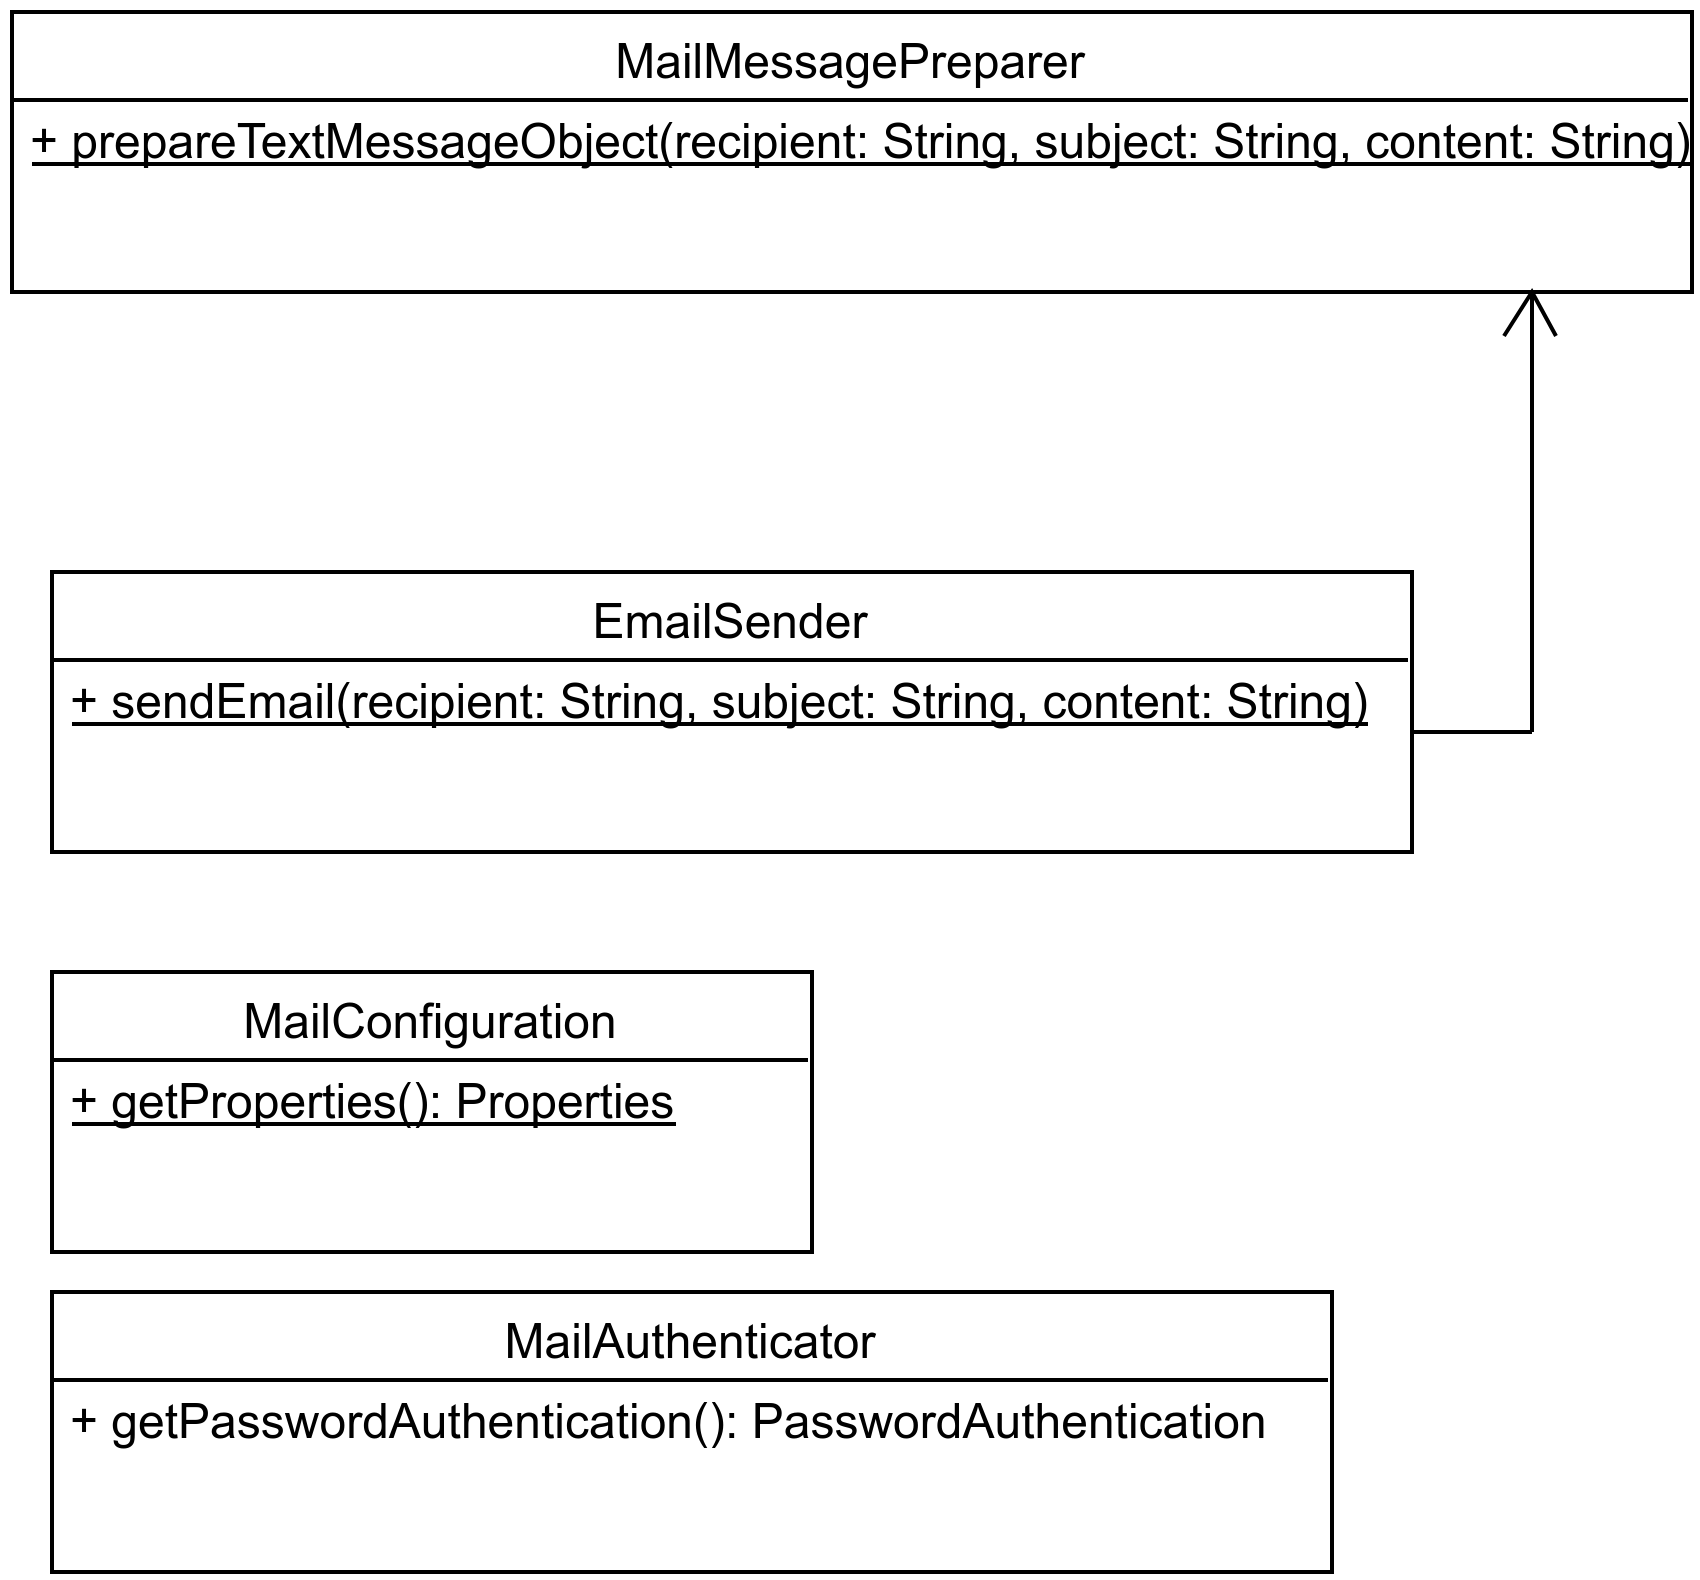 MailMessagePreparer
+ prepareTextMessageObject(recipient: String, subject: String, content: String)
EmailSender
+ sendEmail(recipient: String, subject: String, content: String)
MailConfiguration
+ getProperties(): Properties
MailAuthenticator
+ getPasswordAuthentication(): PasswordAuthentication